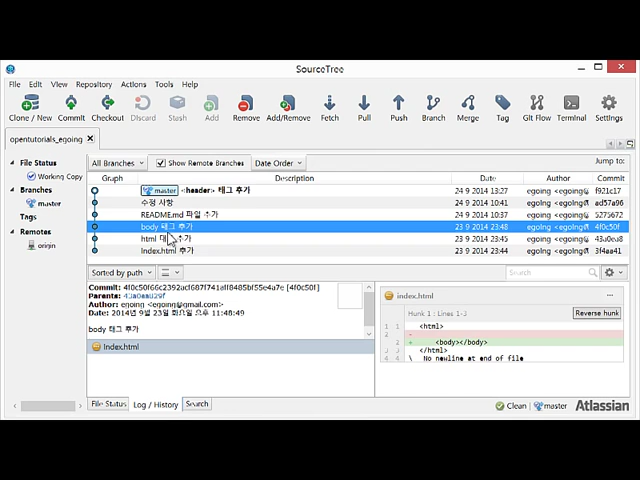 SourceTree
File Edit View Repository Actions Tools Help
Clone / New Commit Checkout Discard Stash Add Remove Add/Remove Fetch Pull Push Branch Merge Tag Git Flow Terminal Settings
opentutorials_egoing
File Status
Working Copy
Branches
master
Tags
Remotes
origin
All Branches Show Remote Branches Date Order Jump to:
Graph Description Date Author Commit
master <header> 태그 추가 24 9 2014 13:27 egoing <egoing@ f921c17
수정 사항 24 9 2014 10:41 egoing <egoing@ ad57a96
README.md 파일 추가 24 9 2014 10:37 egoing <egoing@ 5275672
body 태그 추가 23 9 2014 23:48 egoing <egoing@ 4f0c50f
html 추가 23 9 2014 23:45 egoing <egoing@ 43a0ea8
index.html 추가 23 9 2014 23:44 egoing <egoing@ 3f4aa41
Sorted by path Search
Commit: [4f0c50f]
Parents:
Author: egoing <egoing@gmail.com>
Date: 2014년 9월 23일 화요일 오후 11:48:49
body 태그 추가
index.html
index.html
Hunk 1 : Lines 1-3 Reverse hunk
1 1 <html>
2 -
2 + <body></body>
3 3 </html>
\ No newline at end of file
File Status Log / History Search
Clean master Atlassian